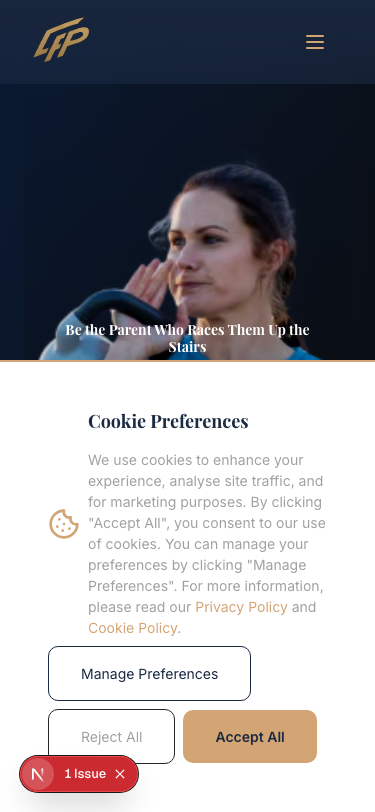 CFP
Be the Parent Who Races Them Up the
Stairs
Cookie Preferences
We use cookies to enhance your
experience, analyse site traffic, and
for marketing purposes. By clicking
"Accept All", you consent to our use
of cookies. You can manage your
preferences by clicking "Manage
Preferences". For more information,
please read our Privacy Policy and
Cookie Policy.
Manage Preferences
Reject All
Accept All
N
1 Issue